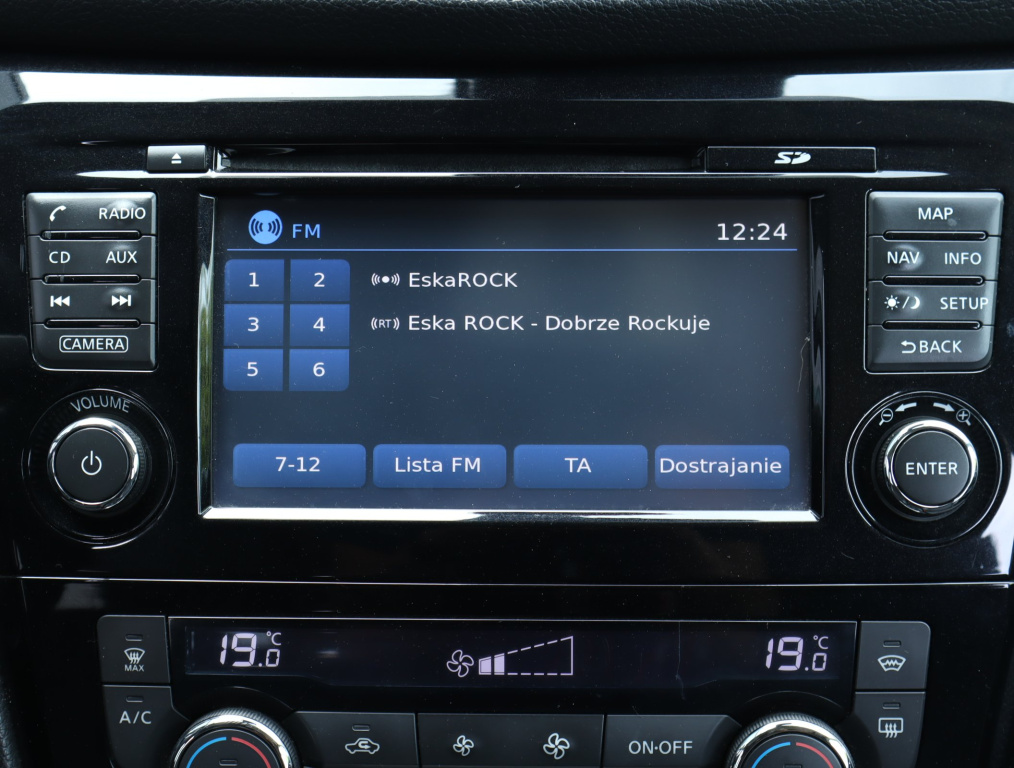 SD
RADIO
CD AUX
CAMERA
VOLUME
FM 12:24
1 2 EskaROCK
3 4 (RT) Eska ROCK - Dobrze Rockuje
5 6
7-12 Lista FM TA Dostrajanie
MAP
NAV INFO
SETUP
BACK
ENTER
19.0 °C
19.0 °C
MAX
A/C
ON·OFF